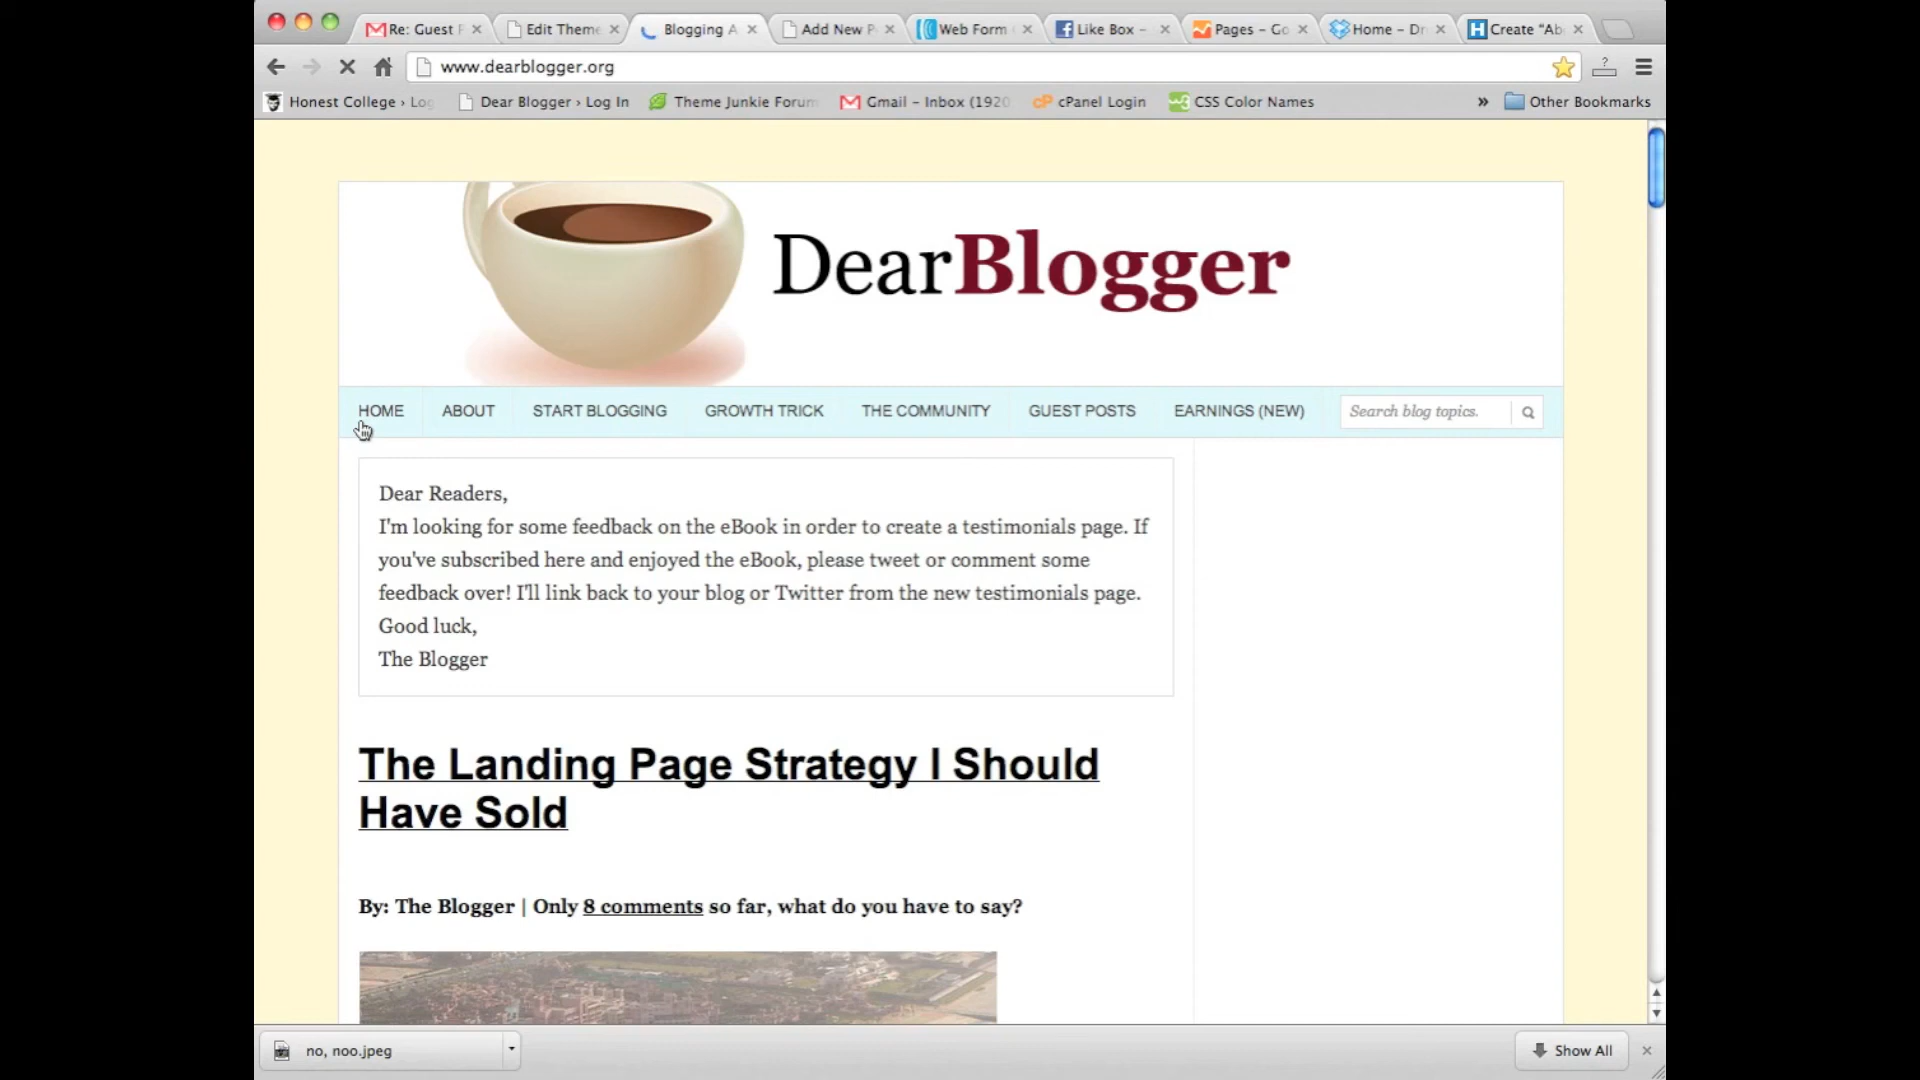 Re: Guest P
Edit Theme
Blogging A
Add New P
Web Form
Like Box -
Pages - Go
Home - Dr
Create "Ab
www.dearblogger.org
Honest College › Log
Dear Blogger › Log In
Theme Junkie Forum
Gmail - Inbox (1920
cPanel Login
CSS Color Names
»
Other Bookmarks
DearBlogger
HOME
ABOUT
START BLOGGING
GROWTH TRICK
THE COMMUNITY
GUEST POSTS
EARNINGS (NEW)
Search blog topics.
Dear Readers,
I'm looking for some feedback on the eBook in order to create a testimonials page. If
you've subscribed here and enjoyed the eBook, please tweet or comment some
feedback over! I'll link back to your blog or Twitter from the new testimonials page.
Good luck,
The Blogger
The Landing Page Strategy I Should
Have Sold
By: The Blogger | Only 8 comments so far, what do you have to say?
no, noo.jpeg
Show All